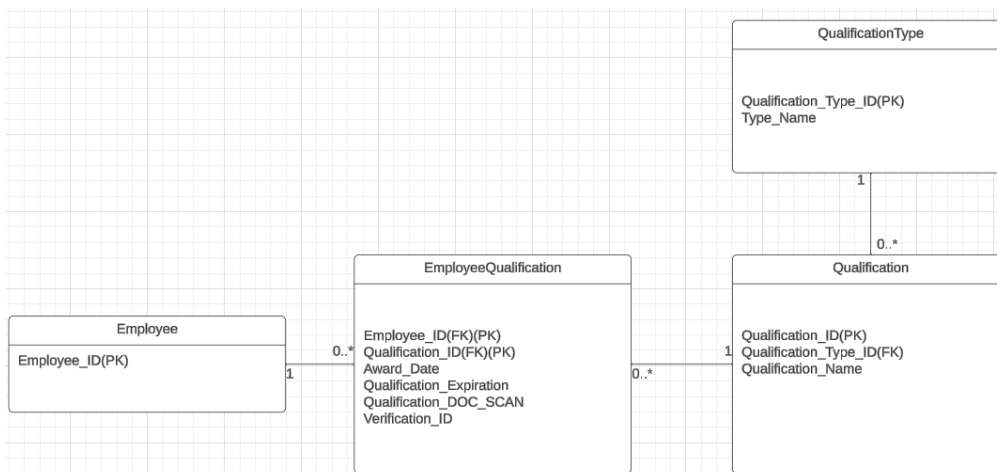 QualificationType
Qualification_Type_ID(PK)
Type_Name
1
0..*
EmployeeQualification
Employee_ID(FK)(PK)
Qualification_ID(FK)(PK)
Award_Date
Qualification_Expiration
Qualification_DOC_SCAN
Verification_ID
Qualification
Qualification_ID(PK)
Qualification_Type_ID(FK)
Qualification_Name
Employee
Employee_ID(PK)
0..*
1
1
0..*